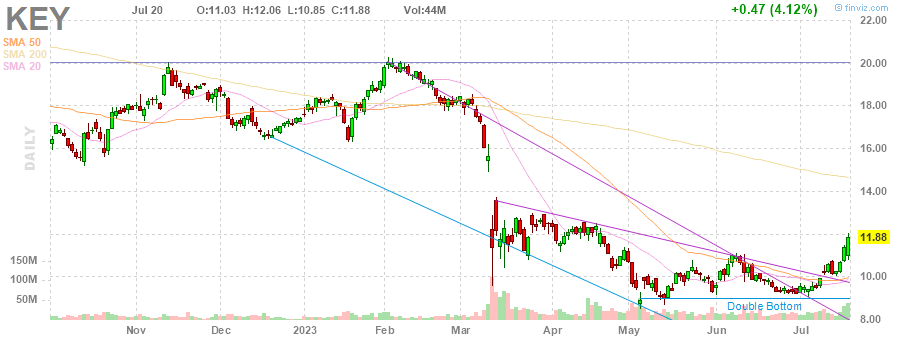 KEY
Jul 20 O:11.03 H:12.06 L:10.85 C:11.88 Vol:44M +0.47 (4.12%)
© finviz.com
SMA 50
SMA 200
SMA 20
DAILY
22.00
20.00
18.00
16.00
14.00
11.88
10.00
8.00
150M
100M
50M
Double Bottom
Nov Dec 2023 Feb Mar Apr May Jun Jul